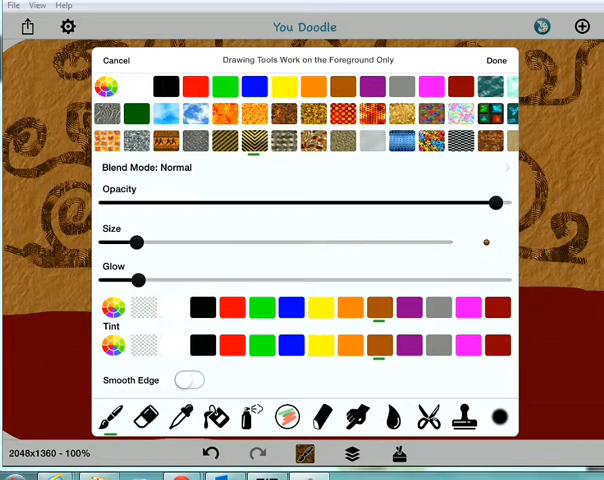 File View Help
You Doodle
Cancel Drawing Tools Work on the Foreground Only Done
Blend Mode: Normal
Opacity
Size
Glow
Tint
Smooth Edge
2048x1360 - 100%